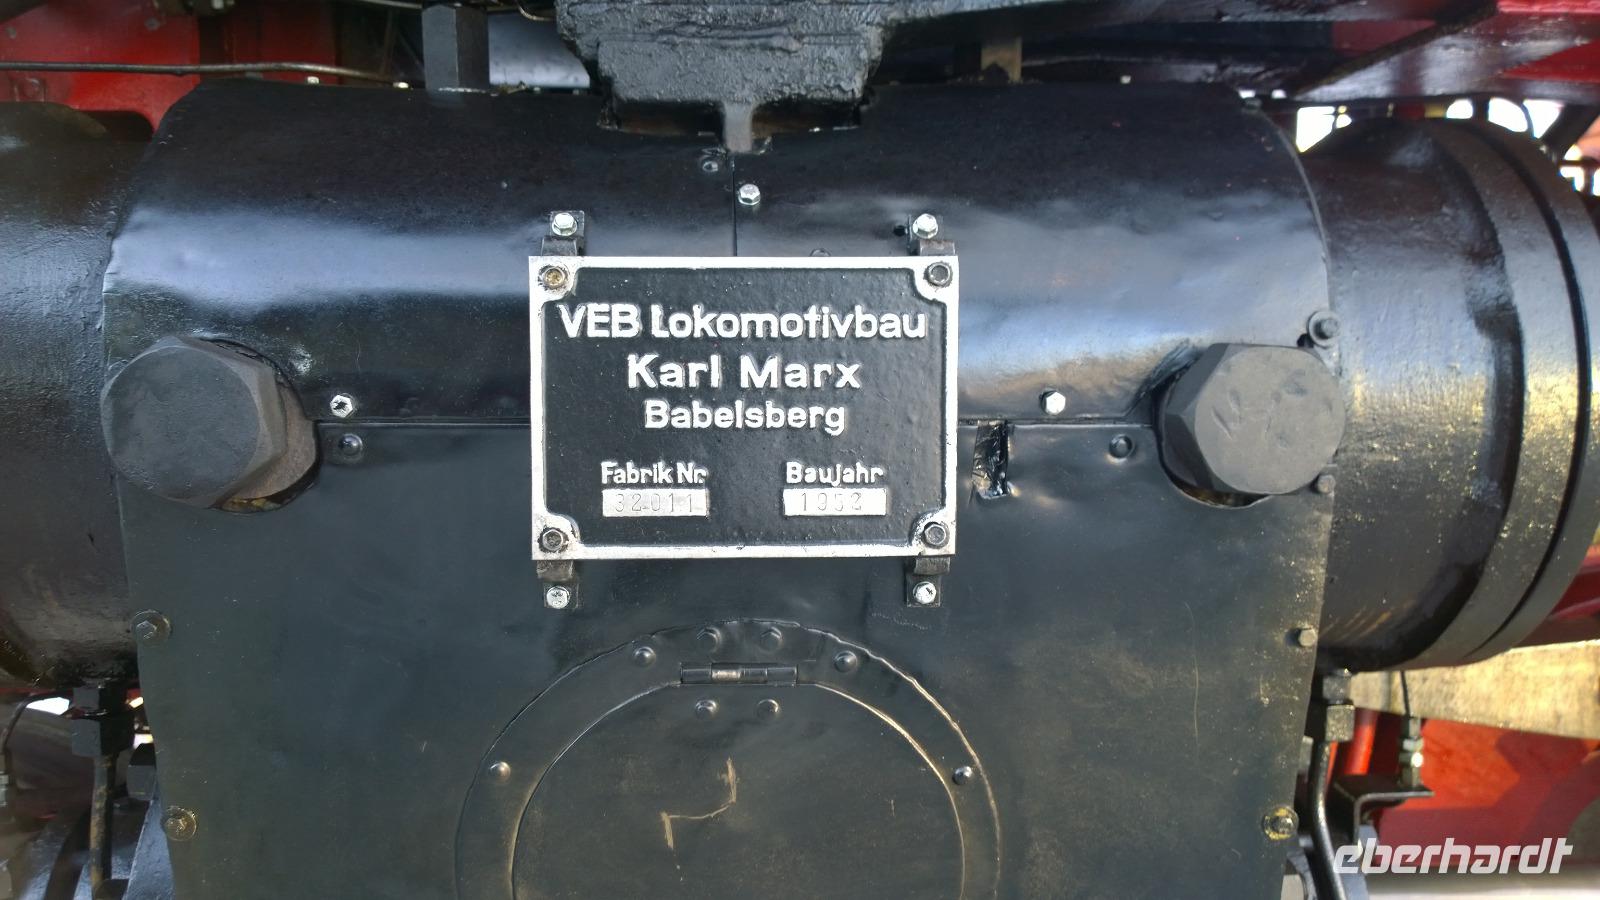 VEB Lokomotivbau
Karl Marx
Babelsberg
Fabrik Nr. Baujahr
32011 1952
eberhardt